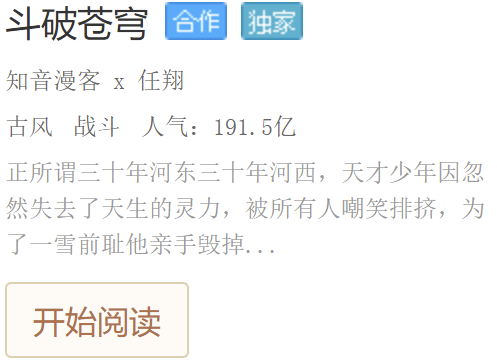 斗破苍穹 合作 独家
知音漫客 x 任翔
古风 战斗 人气：191.5亿
正所谓三十年河东三十年河西，天才少年因忽
然失去了天生的灵力，被所有人嘲笑排挤，为
了一雪前耻他亲手毁掉...
开始阅读